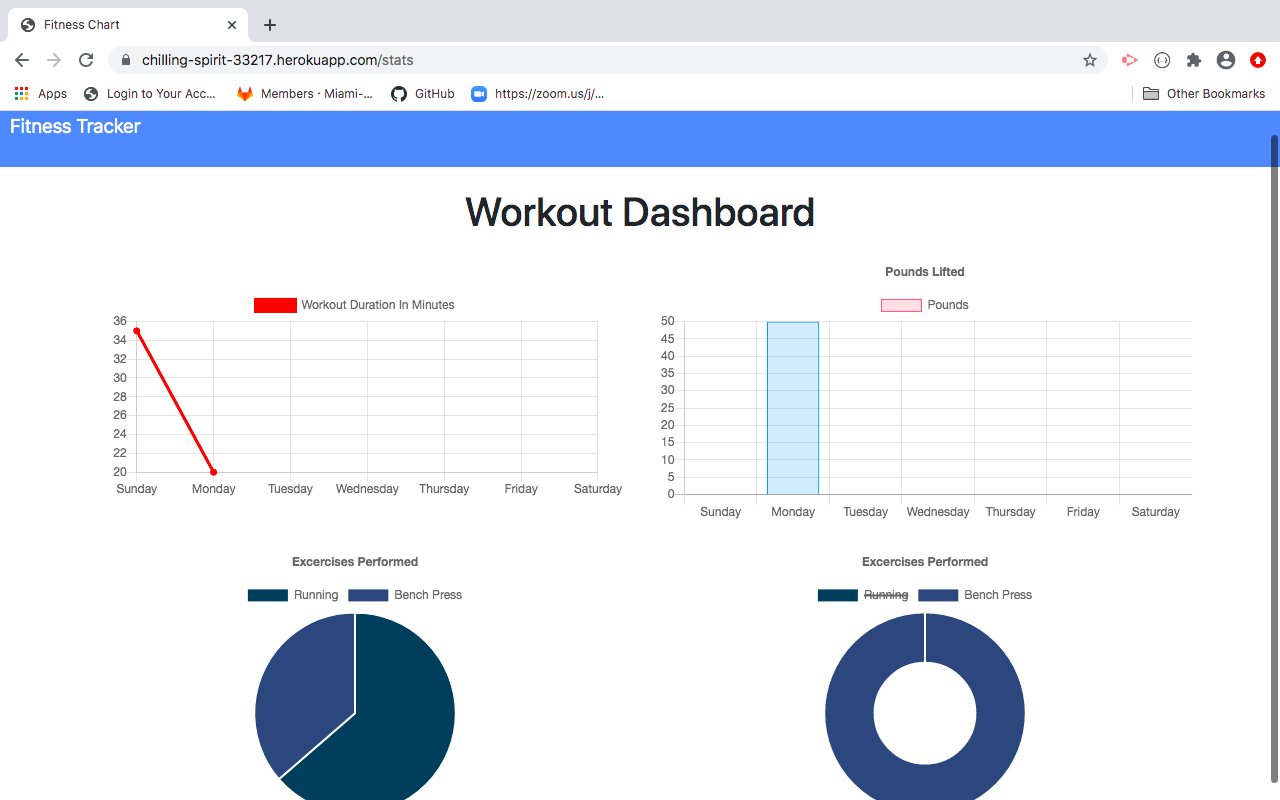 Fitness Chart
chilling-spirit-33217.herokuapp.com/stats
Apps Login to Your Acc... Members · Miami-... GitHub https://zoom.us/j/... Other Bookmarks
Fitness Tracker
Workout Dashboard
Workout Duration In Minutes
36
34
32
30
28
26
24
22
20
Sunday Monday Tuesday Wednesday Thursday Friday Saturday
Pounds Lifted
Pounds
50
45
40
35
30
25
20
15
10
5
0
Sunday Monday Tuesday Wednesday Thursday Friday Saturday
Excercises Performed
Running Bench Press
Excercises Performed
Running Bench Press